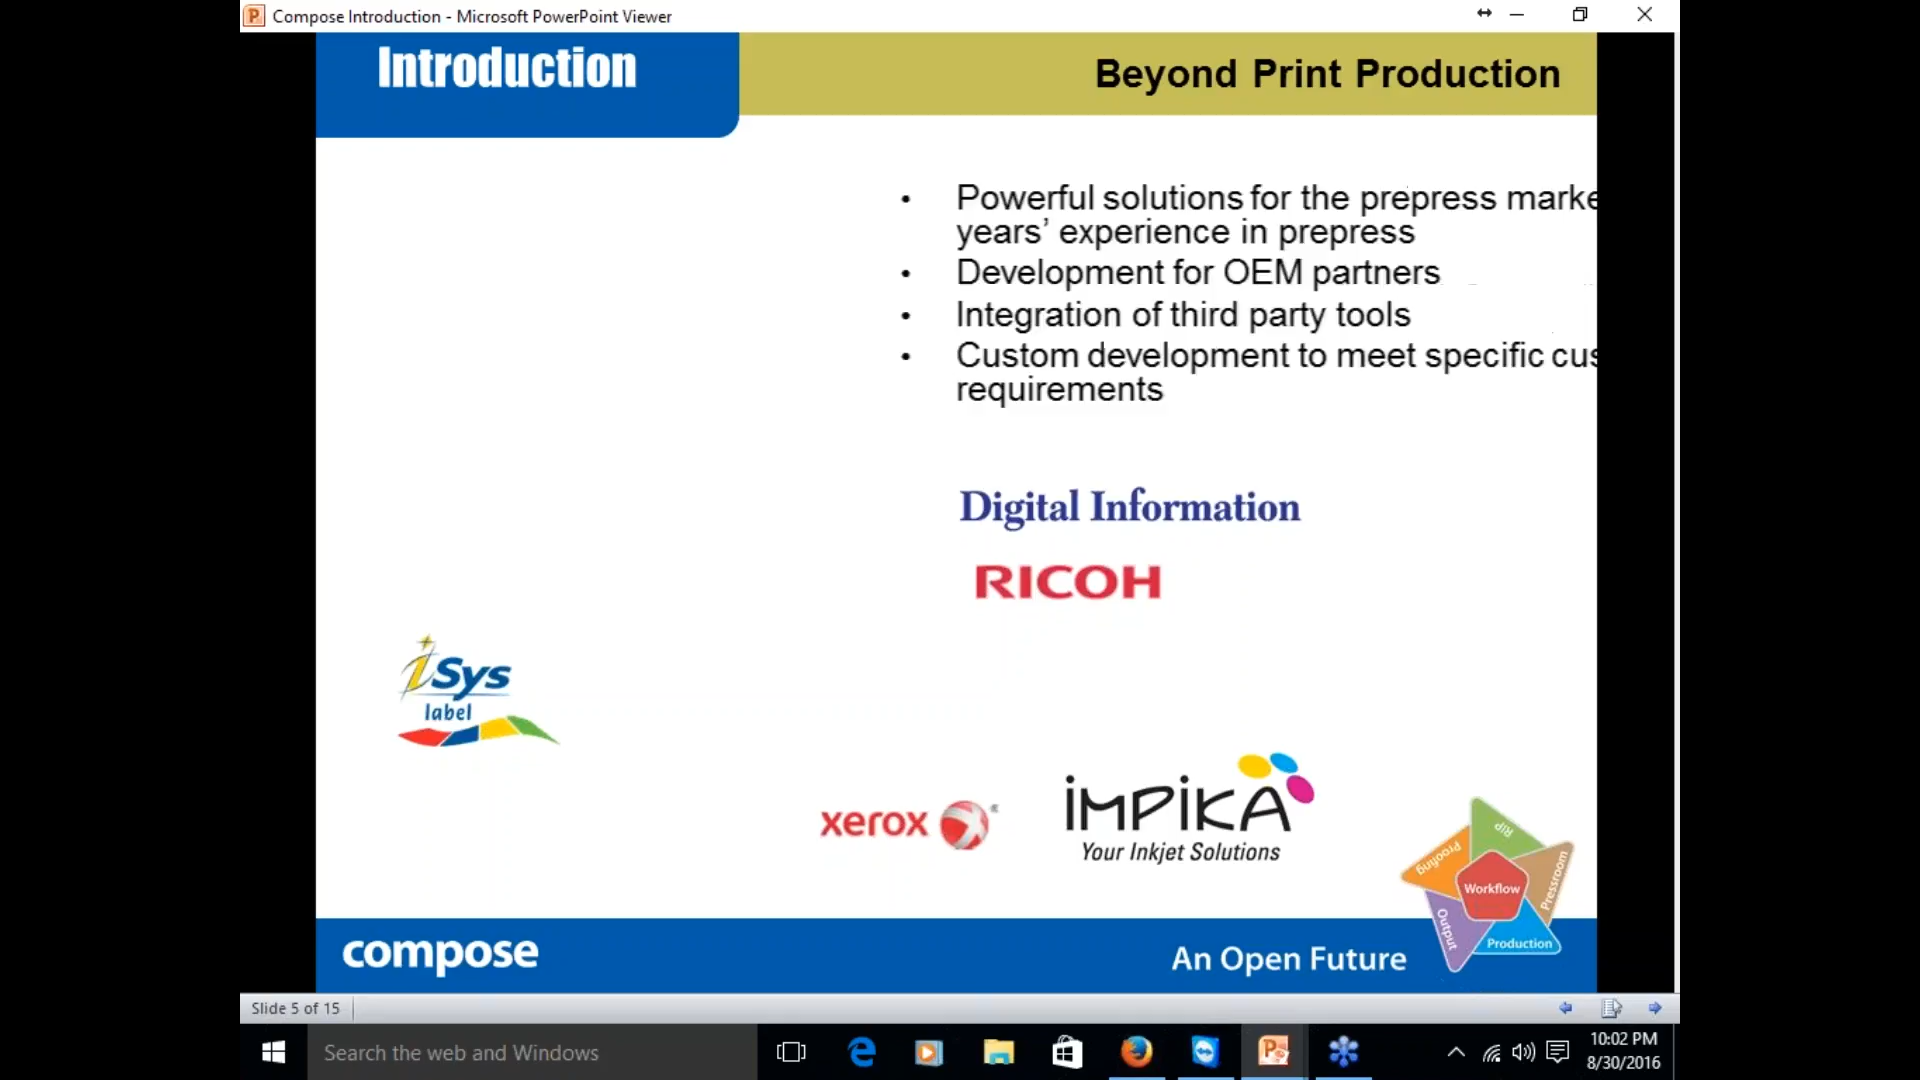 Compose Introduction - Microsoft PowerPoint Viewer
Introduction
Beyond Print Production
• Powerful solutions for the prepress marke
years’ experience in prepress
• Development for OEM partners
• Integration of third party tools
• Custom development to meet specific cus
requirements
Digital Information
RICOH
iSys
label
xerox
iMPiKA
Your Inkjet Solutions
RIP
Proofing
Pressroom
Workflow
Output
Production
compose
An Open Future
Slide 5 of 15
Search the web and Windows
10:02 PM
8/30/2016